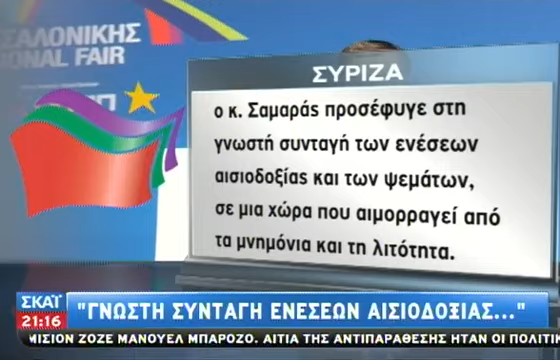 ΣΑΛΟΝΙΚΗΣ
IONAL FAIR
ΣΥΡΙΖΑ
ο κ. Σαμαράς προσέφυγε στη
γνωστή συνταγή των ενέσεων
αισιοδοξίας και των ψεμάτων,
σε μια χώρα που αιμορραγεί από
τα μνημόνια και τη λιτότητα.
ΣΚΑΪ
21:16
"ΓΝΩΣΤΗ ΣΥΝΤΑΓΗ ΕΝΕΣΕΩΝ ΑΙΣΙΟΔΟΞΙΑΣ..."
ΜΙΣΙΟΝ ΖΟΖΕ ΜΑΝΟΥΕΛ ΜΠΑΡΟΖΟ. ΑΙΤΙΑ ΤΗΣ ΑΝΤΙΠΑΡΑΘΕΣΗΣ ΗΤΑΝ ΟΙ ΠΟΛΙΤ